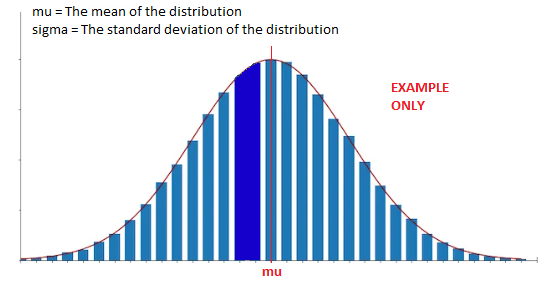 mu = The mean of the distribution
sigma = The standard deviation of the distribution
EXAMPLE
ONLY
mu